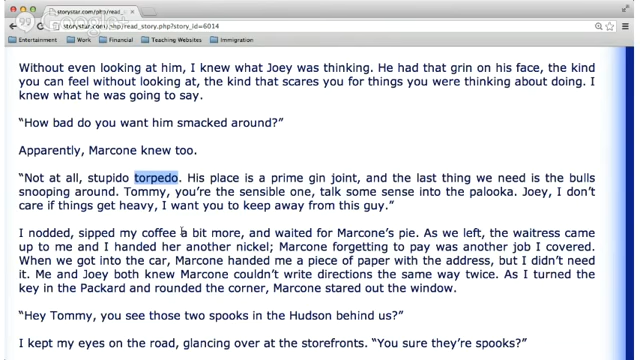 storystar.com/php/read_
storystar.com/php/read_story.php?story_id=6014
Entertainment Work Financial Teaching Websites Immigration
Without even looking at him, I knew what Joey was thinking. He had that grin on his face, the kind
you can feel without looking at, the kind that scares you for things you were thinking about doing. I
knew what he was going to say.
“How bad do you want him smacked around?”
Apparently, Marcone knew too.
“Not at all, stupido torpedo. His place is a prime gin joint, and the last thing we need is the bulls
snooping around. Tommy, you’re the sensible one, talk some sense into the palooka. Joey, I don’t
care if things get heavy, I want you to keep away from this guy.”
I nodded, sipped my coffee a bit more, and waited for Marcone’s pie. As we left, the waitress came
up to me and I handed her another nickel; Marcone forgetting to pay was another job I covered.
When we got into the car, Marcone handed me a piece of paper with the address, but I didn’t need
it. Me and Joey both knew Marcone couldn’t write directions the same way twice. As I turned the
key in the Packard and rounded the corner, Marcone stared out the window.
“Hey Tommy, you see those two spooks in the Hudson behind us?”
I kept my eyes on the road, glancing over at the storefronts. “You sure they’re spooks?”